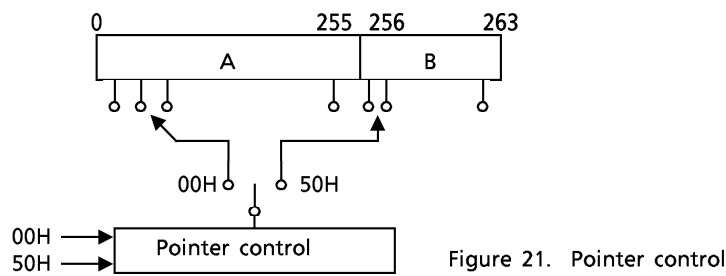 0 255 256 263
A B
00H 50H
00H
Pointer control
50H
Figure 21. Pointer control